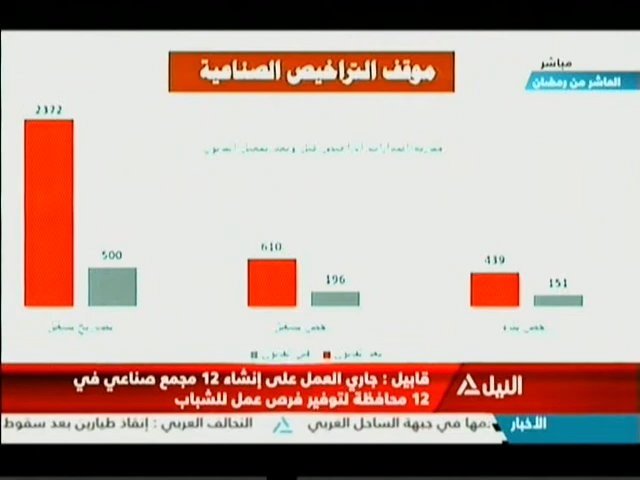 موقف التراخيص الصناعية
مباشر
العاشر من رمضان
2372
500
610
196
439
151
النيل
قابيل : جاري العمل على إنشاء 12 مجمع صناعي في
12 محافظة لتوفير فرص عمل للشباب
الأخبار
في جبهة الساحل الغربي
التحالف العربي : إنقاذ طيارين بعد سقوط